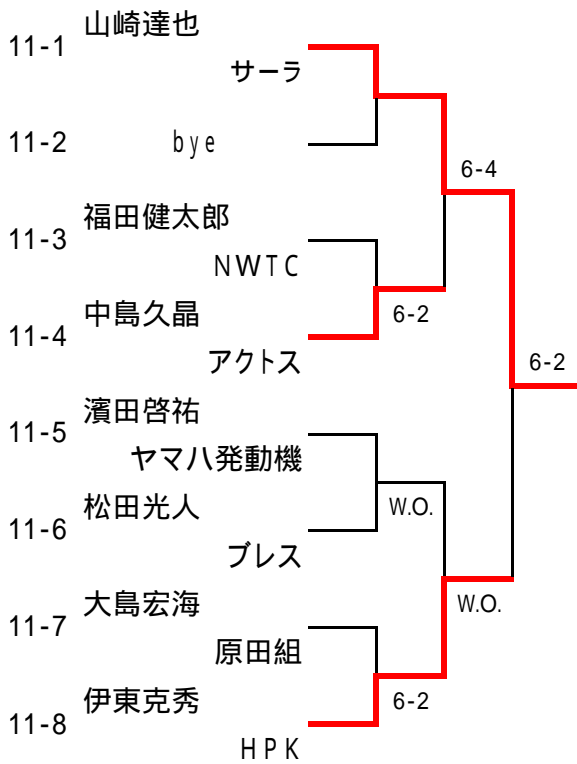 山崎達也
11-1
サーラ
11-2
bye
6-4
福田健太郎
11-3
NWTC
中島久晶
11-4
6-2
アクトス
6-2
濱田啓祐
11-5
ヤマハ発動機
松田光人
11-6
W.O.
ブレス
大島宏海
11-7
W.O.
原田組
伊東克秀
11-8
6-2
HPK